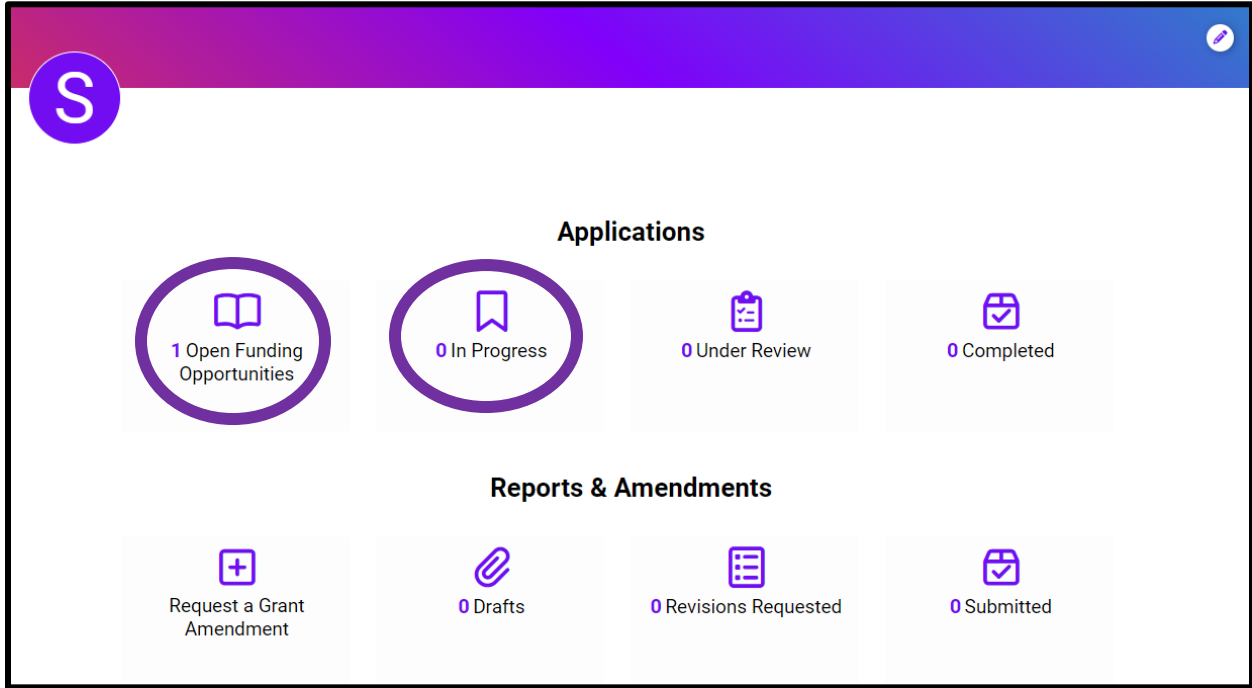 S
Applications
1 Open Funding
Opportunities
0 In Progress
0 Under Review
0 Completed
Reports & Amendments
Request a Grant
Amendment
0 Drafts
0 Revisions Requested
0 Submitted